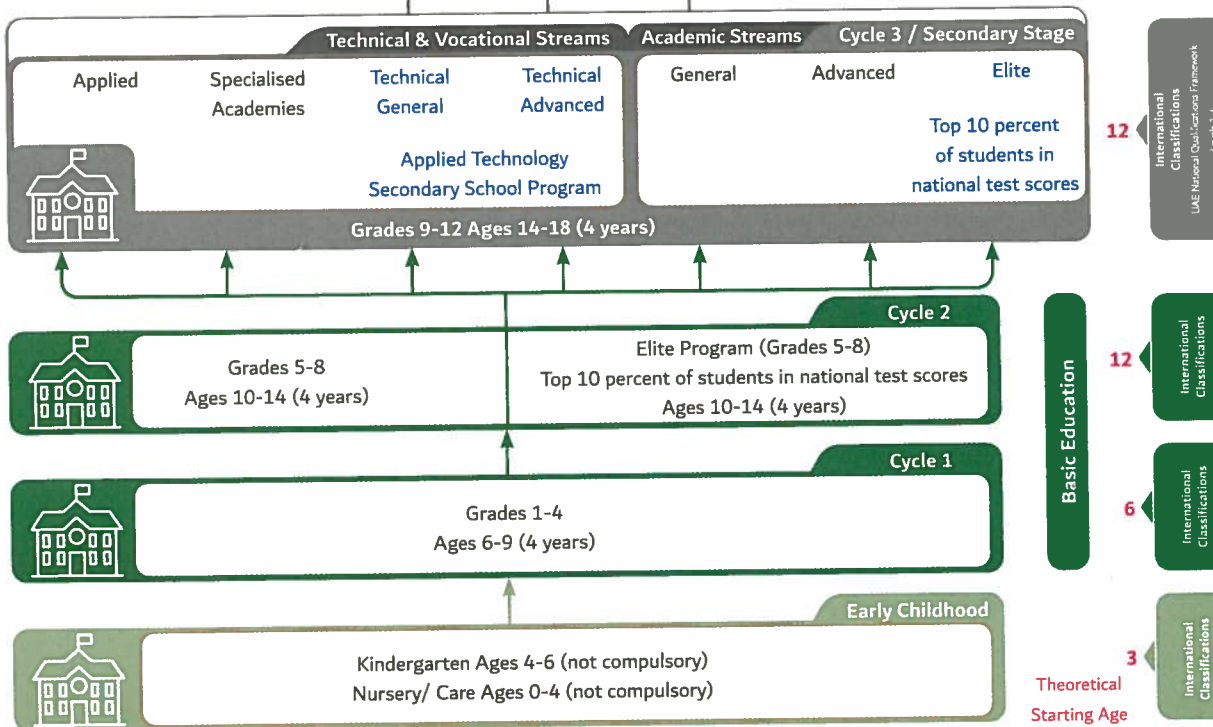 Technical & Vocational Streams
Academic Streams
Cycle 3 / Secondary Stage
Applied
Specialised
Academies
Technical
General
Technical
Advanced
Applied Technology
Secondary School Program
General
Advanced
Elite
Top 10 percent
of students in
national test scores
Grades 9-12 Ages 14-18 (4 years)
12
International
Classifications
UAE National Qualifications Framework
Cycle 2
Grades 5-8
Ages 10-14 (4 years)
Elite Program (Grades 5-8)
Top 10 percent of students in national test scores
Ages 10-14 (4 years)
Basic Education
12
International
Classifications
Cycle 1
Grades 1-4
Ages 6-9 (4 years)
6
International
Classifications
Early Childhood
Kindergarten Ages 4-6 (not compulsory)
Nursery/ Care Ages 0-4 (not compulsory)
3
Theoretical
Starting Age
International
Classifications